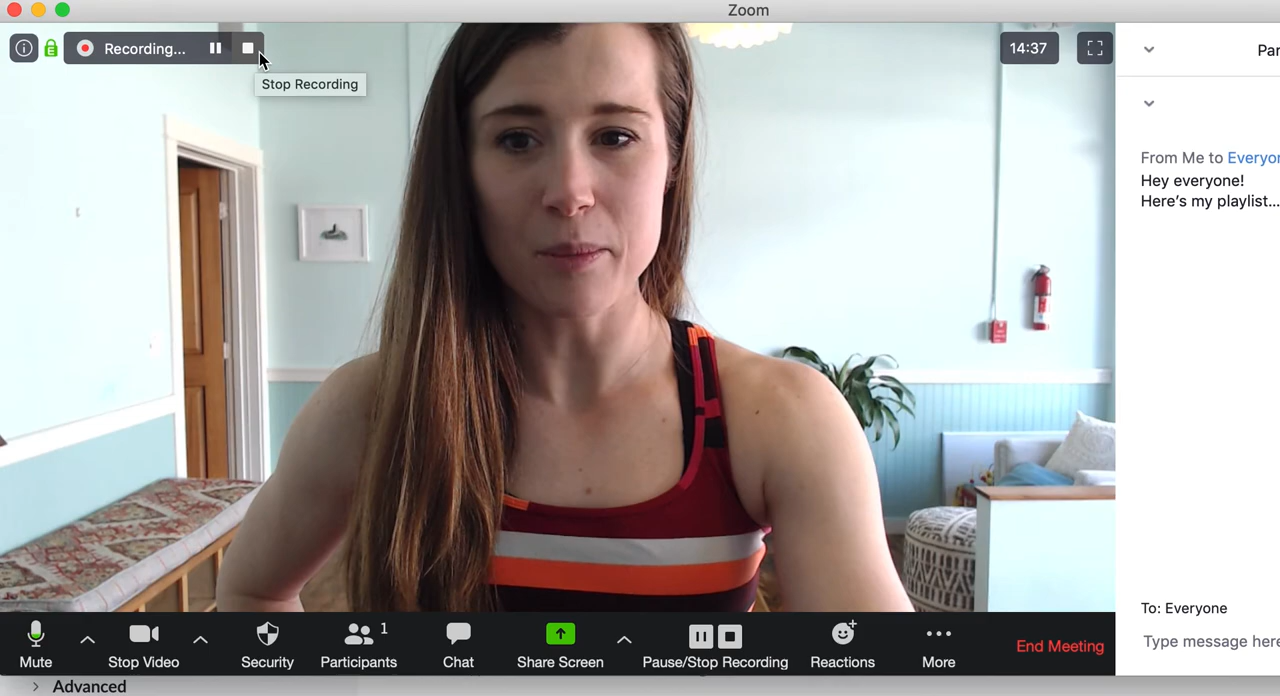 Zoom
Recording...
14:37
Stop Recording
Par
From Me to Everyon
Hey everyone!
Here's my playlist...
To: Everyone
Type message here
Mute
Stop Video
Security
1
Participants
Chat
Share Screen
Pause/Stop Recording
Reactions
More
End Meeting
Advanced